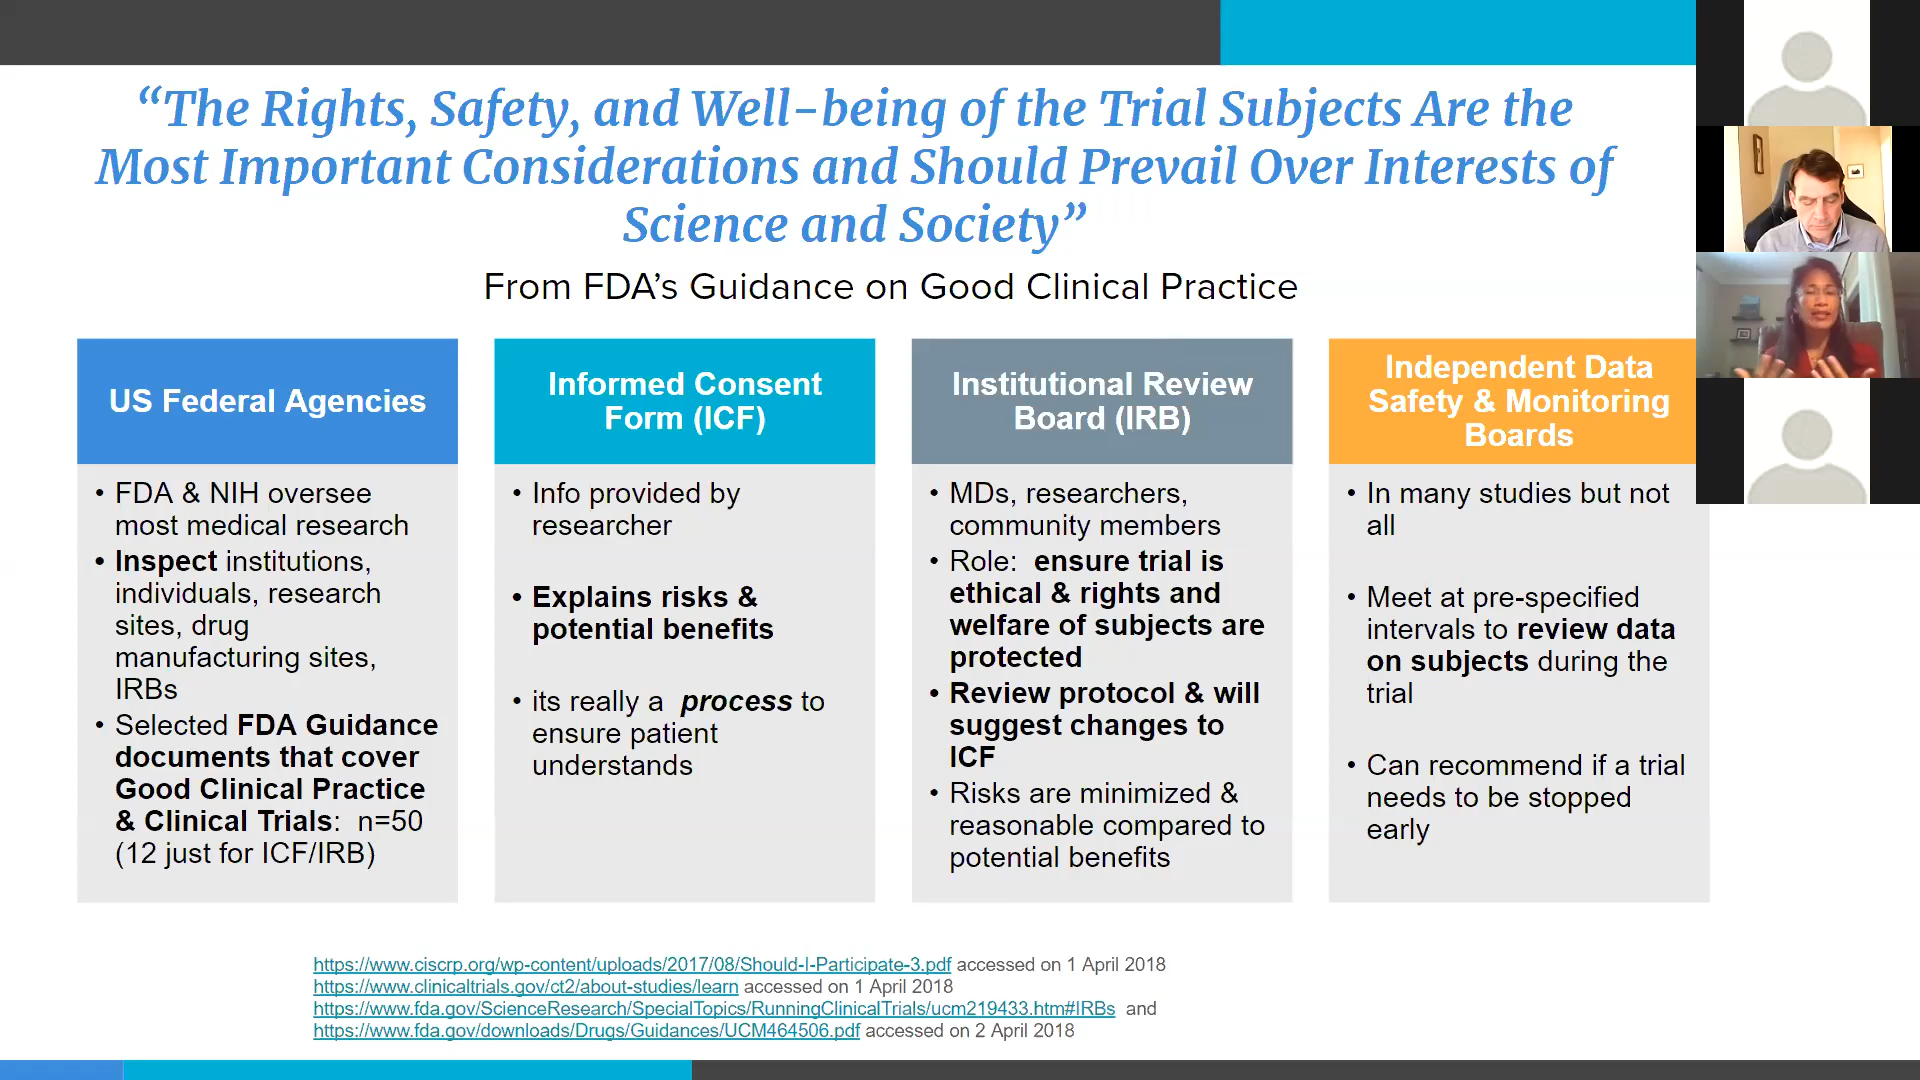 “The Rights, Safety, and Well-being of the Trial Subjects Are the
Most Important Considerations and Should Prevail Over Interests of
Science and Society”
From FDA’s Guidance on Good Clinical Practice
US Federal Agencies
• FDA & NIH oversee
most medical research
• Inspect institutions,
individuals, research
sites, drug
manufacturing sites,
IRBs
• Selected FDA Guidance
documents that cover
Good Clinical Practice
& Clinical Trials:  n=50
(12 just for ICF/IRB)
Informed Consent
Form (ICF)
• Info provided by
researcher
• Explains risks &
potential benefits
• its really a  process to
ensure patient
understands
Institutional Review
Board (IRB)
• MDs, researchers,
community members
• Role:  ensure trial is
ethical & rights and
welfare of subjects are
protected
• Review protocol & will
suggest changes to
ICF
• Risks are minimized &
reasonable compared to
potential benefits
Independent Data
Safety & Monitoring
Boards
• In many studies but not
all
• Meet at pre-specified
intervals to review data
on subjects during the
trial
• Can recommend if a trial
needs to be stopped
early
https://www.ciscrp.org/wp-content/uploads/2017/08/Should-I-Participate-3.pdf accessed on 1 April 2018
https://www.clinicaltrials.gov/ct2/about-studies/learn accessed on 1 April 2018
https://www.fda.gov/ScienceResearch/SpecialTopics/RunningClinicalTrials/ucm219433.htm#IRBs  and
https://www.fda.gov/downloads/Drugs/Guidances/UCM464506.pdf accessed on 2 April 2018